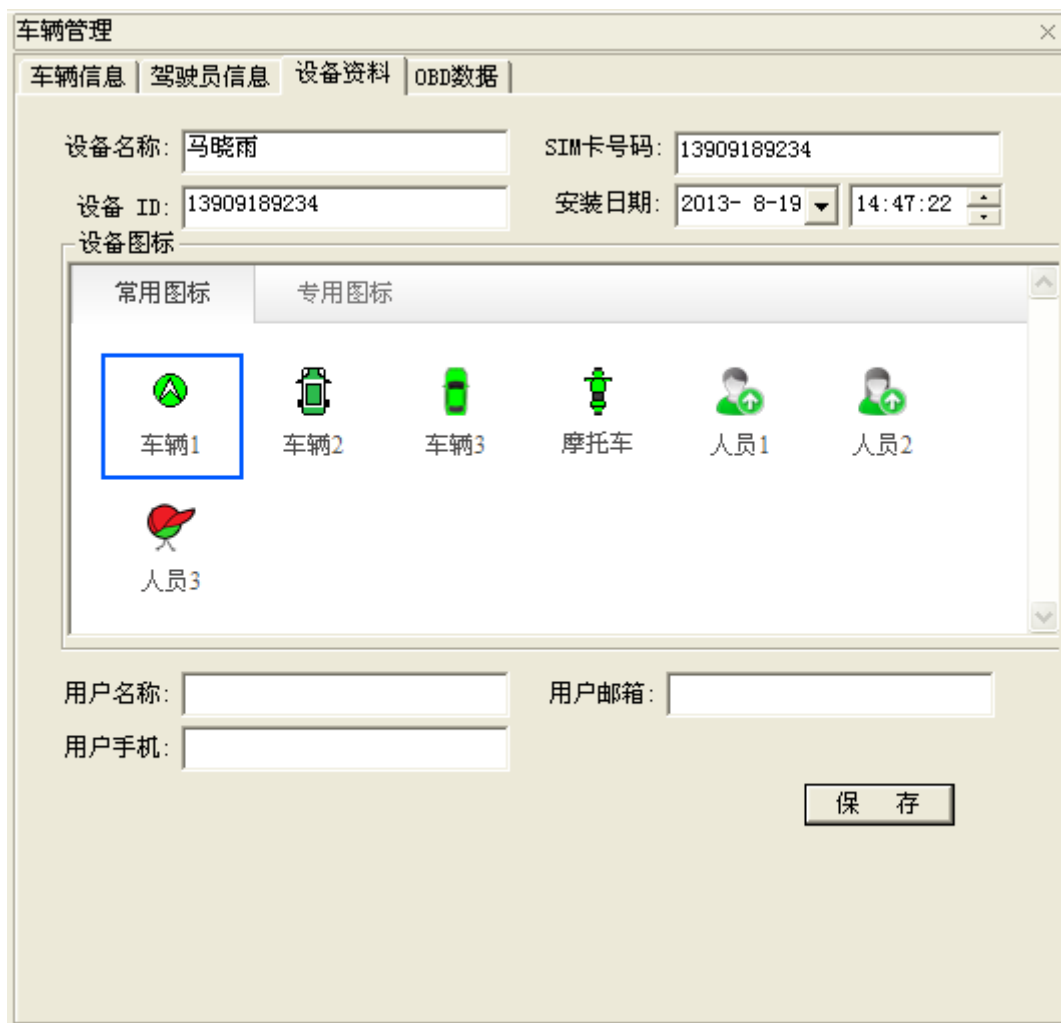 车辆管理
车辆信息 驾驶员信息 设备资料 OBD数据
设备名称: 马晓雨 SIM卡号码: 13909189234
设备 ID: 13909189234 安装日期: 2013- 8-19 14:47:22
设备图标
常用图标 专用图标
车辆1 车辆2 车辆3 摩托车 人员1 人员2
人员3
用户名称: 用户邮箱:
用户手机:
保 存